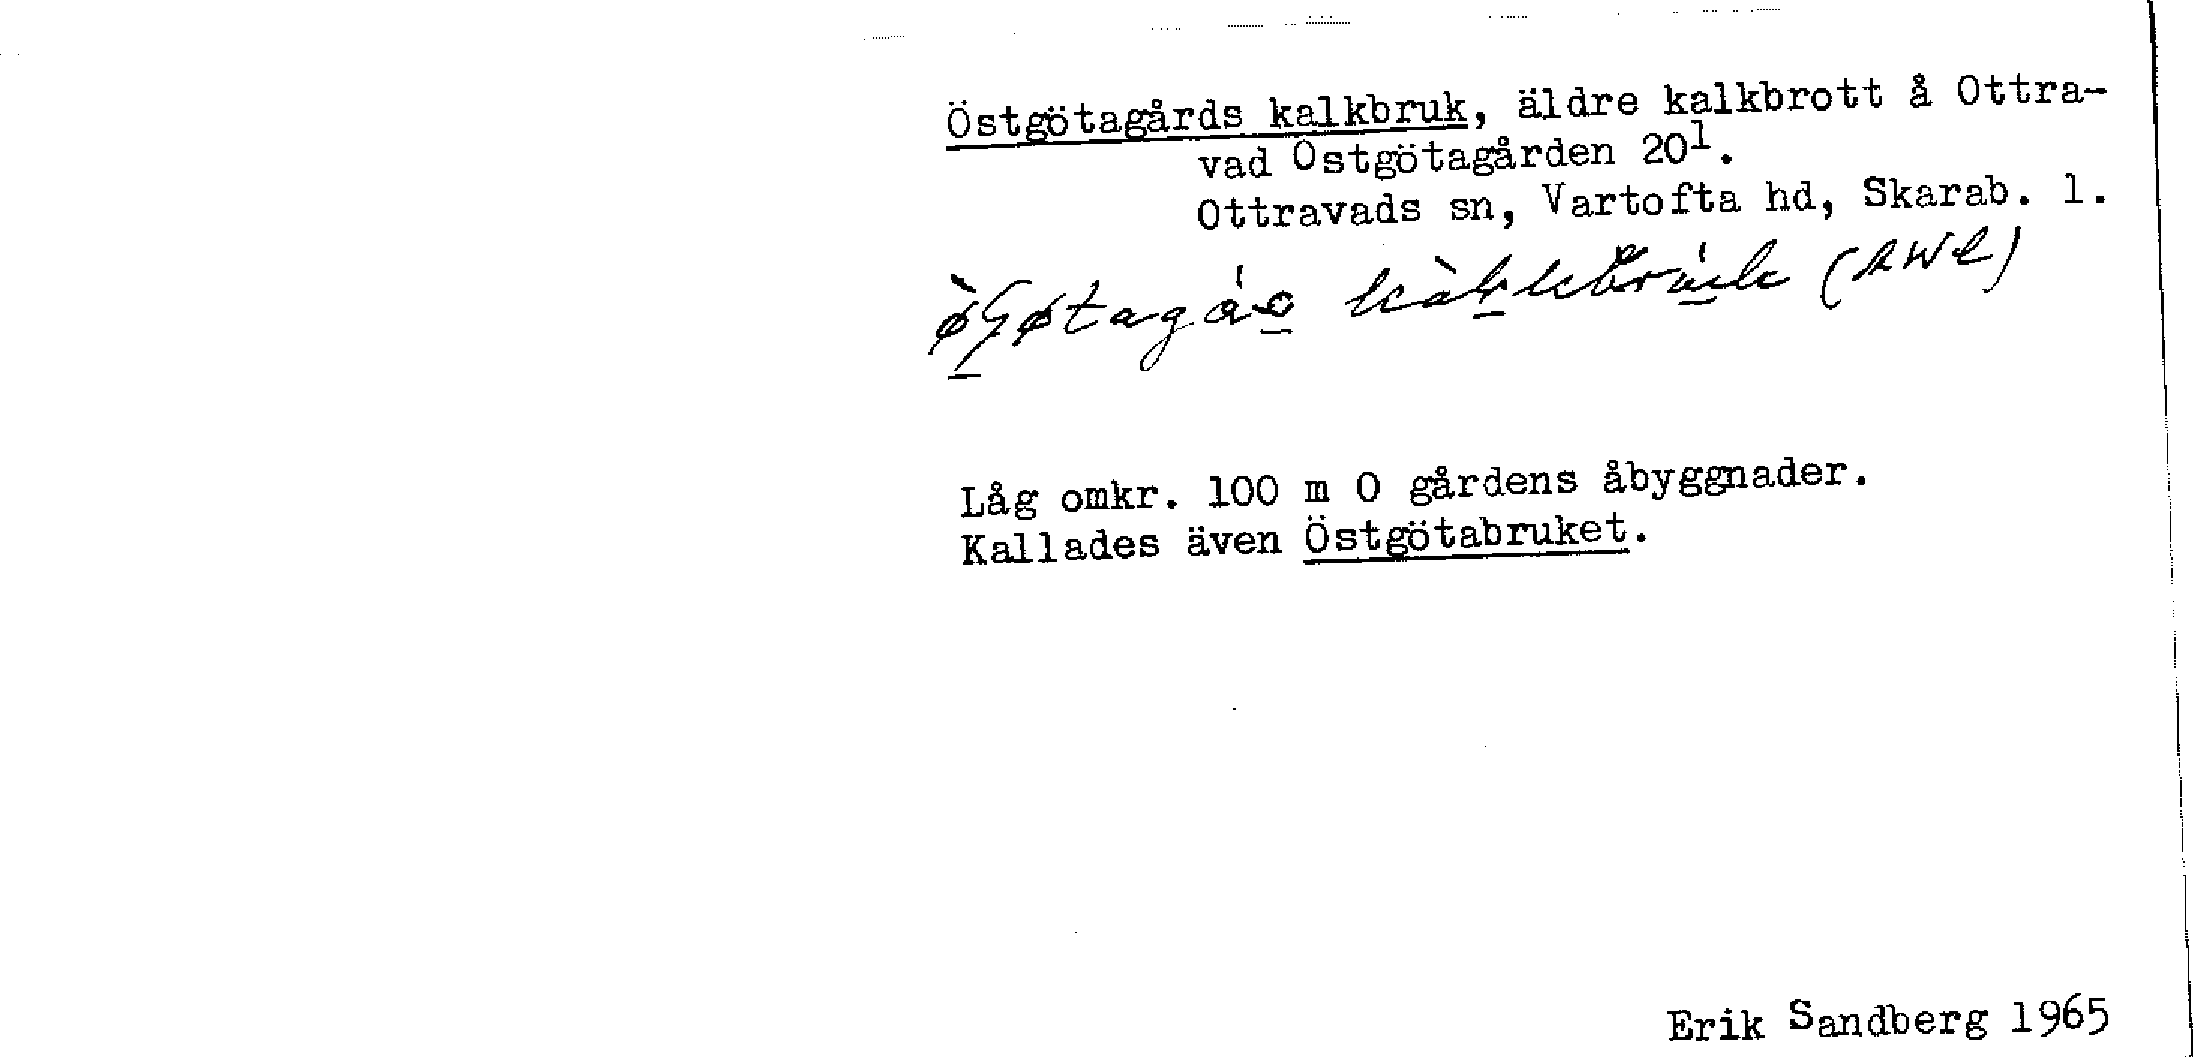 Östgötagårds kalkbruk, äldre kalkbrott å Ottra-
vad Östgötagården 20¹.
Ottravads sn, Vartofta hd, Skarab. l.
Låg omkr. 100 m O gårdens åbyggnader.
Kallades även Östgötabruket.
Erik Sandberg 1965